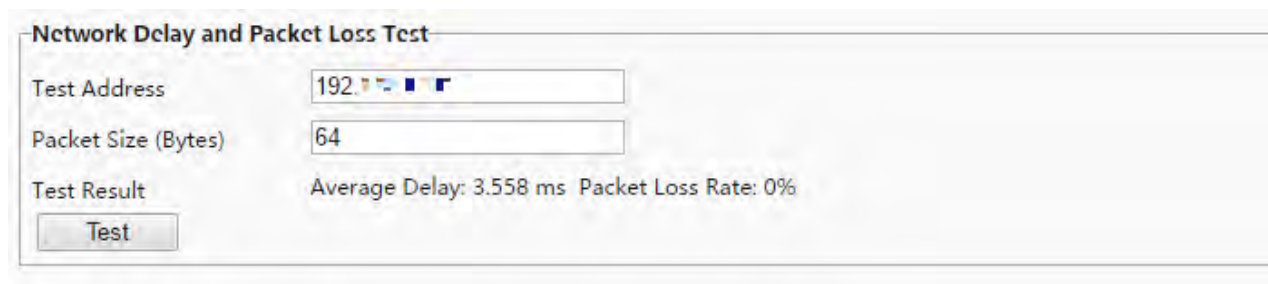 Network Delay and Packet Loss Test
Test Address 192.
Packet Size (Bytes) 64
Test Result Average Delay: 3.558 ms Packet Loss Rate: 0%
Test